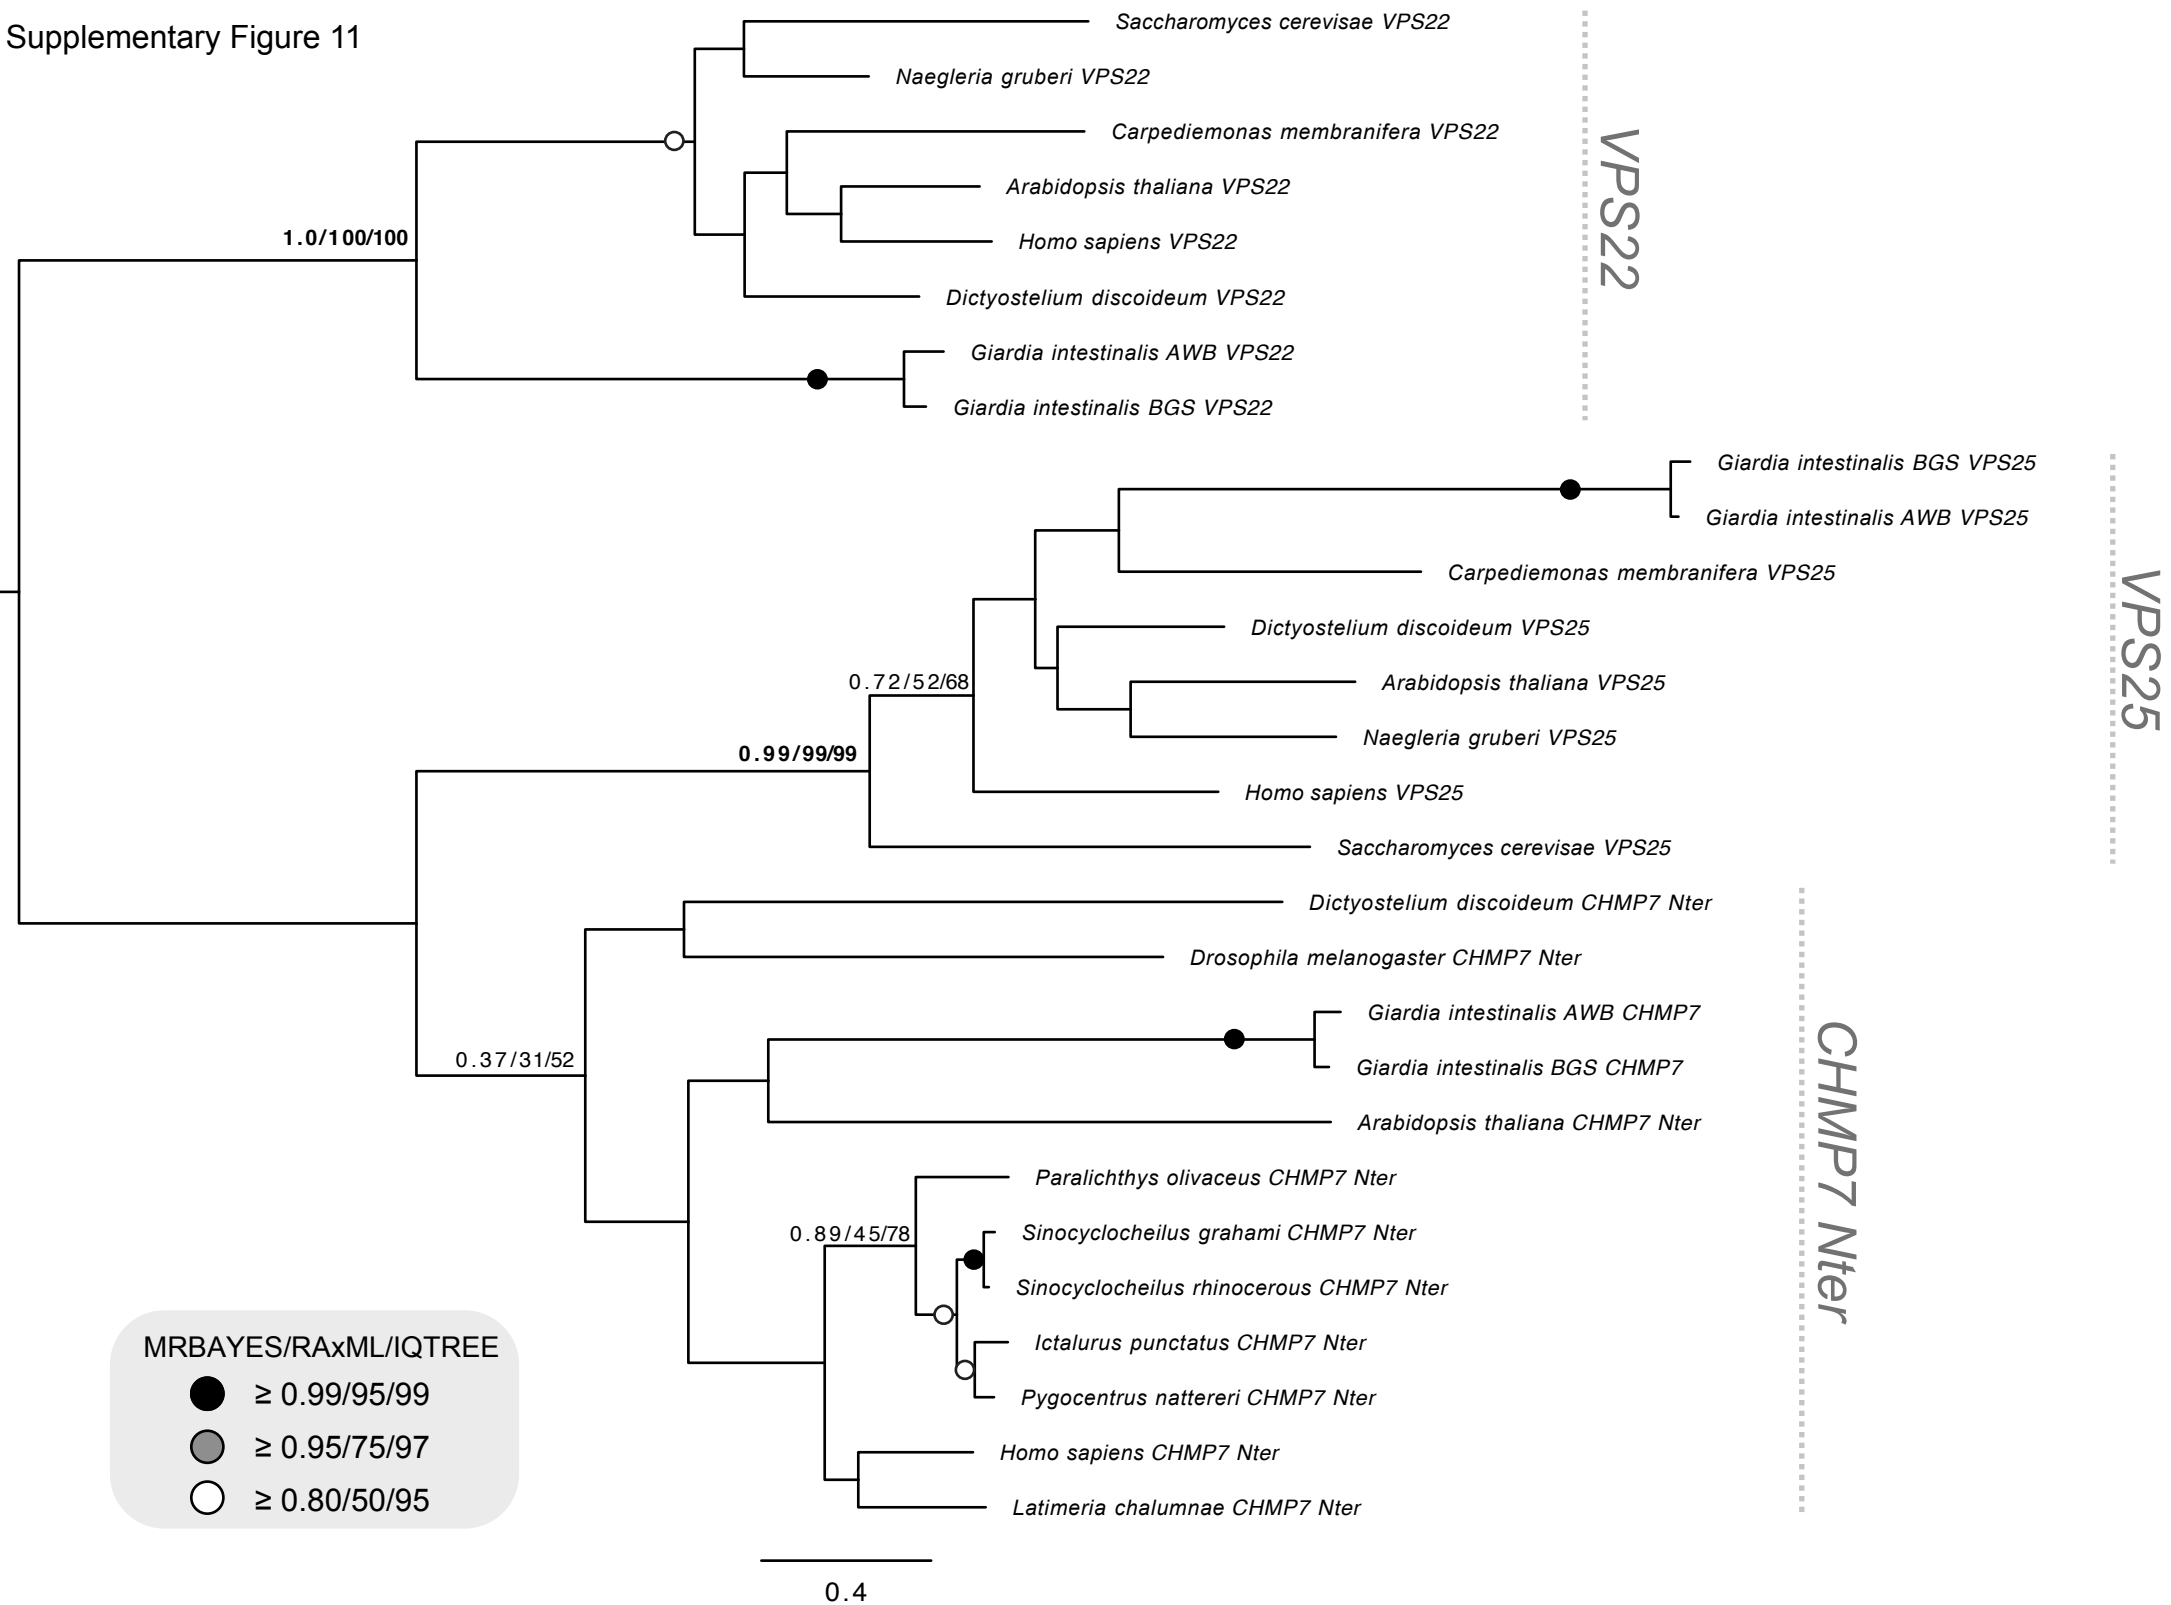 Supplementary Figure 11
Saccharomyces cerevisae VPS22
Naegleria gruberi VPS22
Carpediemonas membranifera VPS22
Arabidopsis thaliana VPS22
1.0/100/100
Homo sapiens VPS22
Dictyostelium discoideum VPS22
Giardia intestinalis AWB VPS22
Giardia intestinalis BGS VPS22
VPS22
Giardia intestinalis BGS VPS25
Giardia intestinalis AWB VPS25
Carpediemonas membranifera VPS25
Dictyostelium discoideum VPS25
0.72/52/68
Arabidopsis thaliana VPS25
Naegleria gruberi VPS25
0.99/99/99
Homo sapiens VPS25
Saccharomyces cerevisae VPS25
VPS25
Dictyostelium discoideum CHMP7 Nter
Drosophila melanogaster CHMP7 Nter
Giardia intestinalis AWB CHMP7
0.37/31/52
Giardia intestinalis BGS CHMP7
Arabidopsis thaliana CHMP7 Nter
Paralichthys olivaceus CHMP7 Nter
0.89/45/78
Sinocyclocheilus grahami CHMP7 Nter
Sinocyclocheilus rhinocerous CHMP7 Nter
Ictalurus punctatus CHMP7 Nter
Pygocentrus nattereri CHMP7 Nter
Homo sapiens CHMP7 Nter
Latimeria chalumnae CHMP7 Nter
CHMP7 Nter
MRBAYES/RAxML/IQTREE
≥ 0.99/95/99
≥ 0.95/75/97
≥ 0.80/50/95
0.4